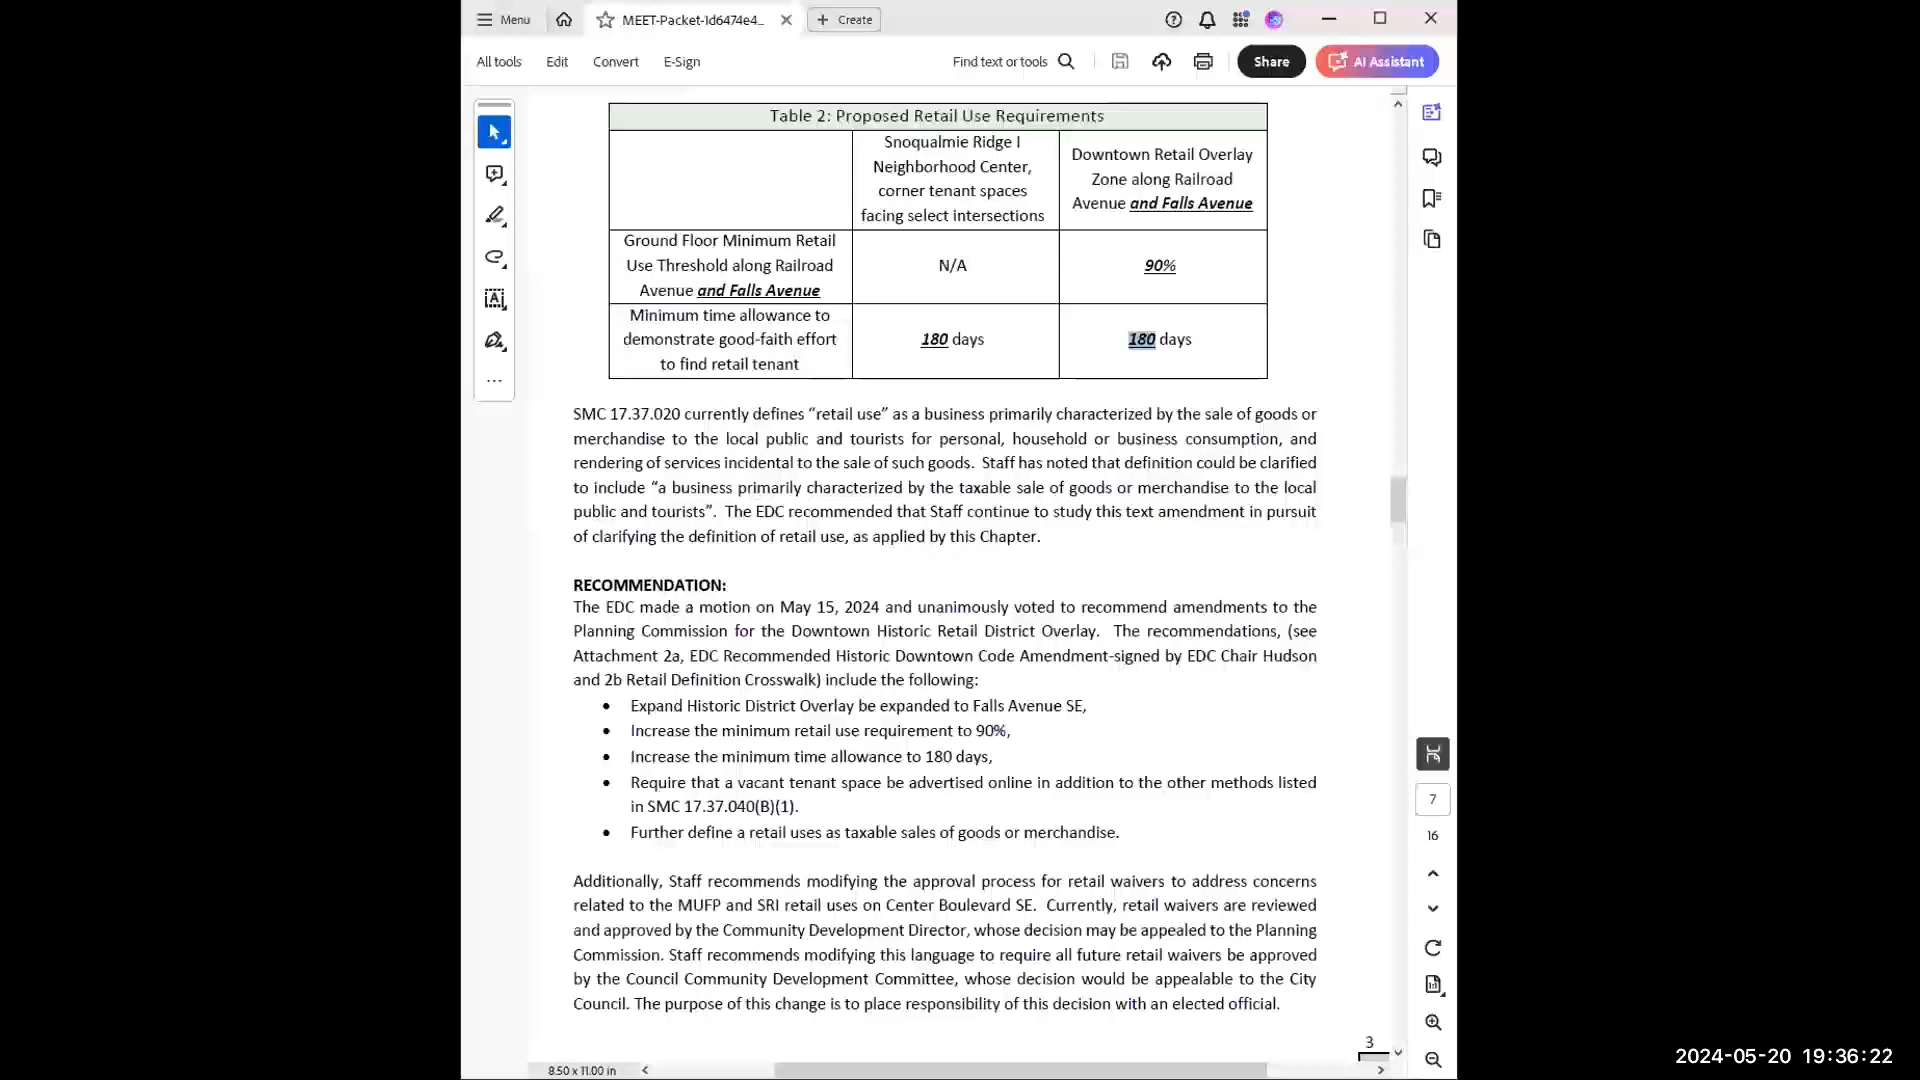 Menu
MEET-Packet-1d6474e4...
Create
All tools
Edit
Convert
E-Sign
Find text or tools
Share
AI Assistant
Table 2: Proposed Retail Use Requirements
Snoqualmie Ridge I
Neighborhood Center,
corner tenant spaces
facing select intersections
Downtown Retail Overlay
Zone along Railroad
Avenue and Falls Avenue
Ground Floor Minimum Retail
Use Threshold along Railroad
Avenue and Falls Avenue
N/A
90%
Minimum time allowance to
demonstrate good-faith effort
to find retail tenant
180 days
180 days
SMC 17.37.020 currently defines “retail use” as a business primarily characterized by the sale of goods or
merchandise to the local public and tourists for personal, household or business consumption, and
rendering of services incidental to the sale of such goods. Staff has noted that definition could be clarified
to include “a business primarily characterized by the taxable sale of goods or merchandise to the local
public and tourists”. The EDC recommended that Staff continue to study this text amendment in pursuit
of clarifying the definition of retail use, as applied by this Chapter.
RECOMMENDATION:
The EDC made a motion on May 15, 2024 and unanimously voted to recommend amendments to the
Planning Commission for the Downtown Historic Retail District Overlay. The recommendations, (see
Attachment 2a, EDC Recommended Historic Downtown Code Amendment-signed by EDC Chair Hudson
and 2b Retail Definition Crosswalk) include the following:
• Expand Historic District Overlay be expanded to Falls Avenue SE,
• Increase the minimum retail use requirement to 90%,
• Increase the minimum time allowance to 180 days,
• Require that a vacant tenant space be advertised online in addition to the other methods listed
in SMC 17.37.040(B)(1).
• Further define a retail uses as taxable sales of goods or merchandise.
Additionally, Staff recommends modifying the approval process for retail waivers to address concerns
related to the MUFP and SRI retail uses on Center Boulevard SE. Currently, retail waivers are reviewed
and approved by the Community Development Director, whose decision may be appealed to the Planning
Commission. Staff recommends modifying this language to require all future retail waivers be approved
by the Council Community Development Committee, whose decision would be appealable to the City
Council. The purpose of this change is to place responsibility of this decision with an elected official.
3
7
16
8.50 x 11.00 in
2024-05-20 19:36:22